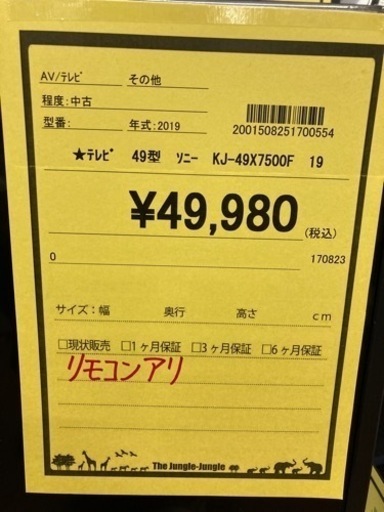 AV/テレビ その他
程度:中古
型番: 年式:2019
2001508251700554
★テレビ 49型 ソニー KJ-49X7500F 19
¥49,980 (税込)
0 170823
サイズ:幅 奥行 高さ cm
□現状販売 □1ヶ月保証 □3ヶ月保証 □6ヶ月保証
リモコンアリ
The Jungle-Jungle